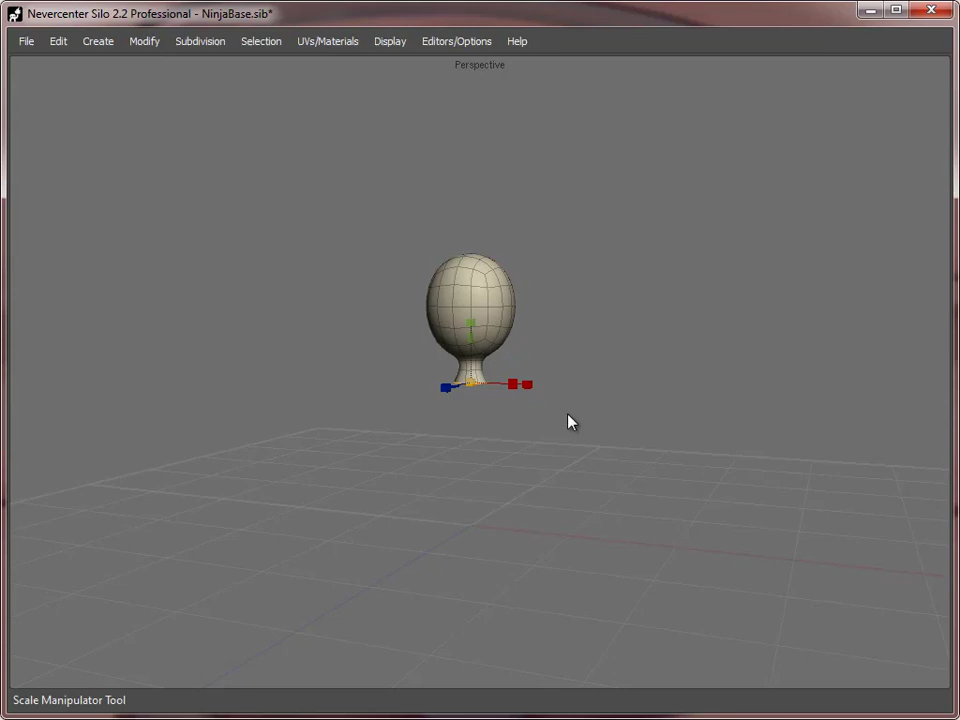 Nevercenter Silo 2.2 Professional - NinjaBase.sib*
File Edit Create Modify Subdivision Selection UVs/Materials Display Editors/Options Help
Perspective
Scale Manipulator Tool